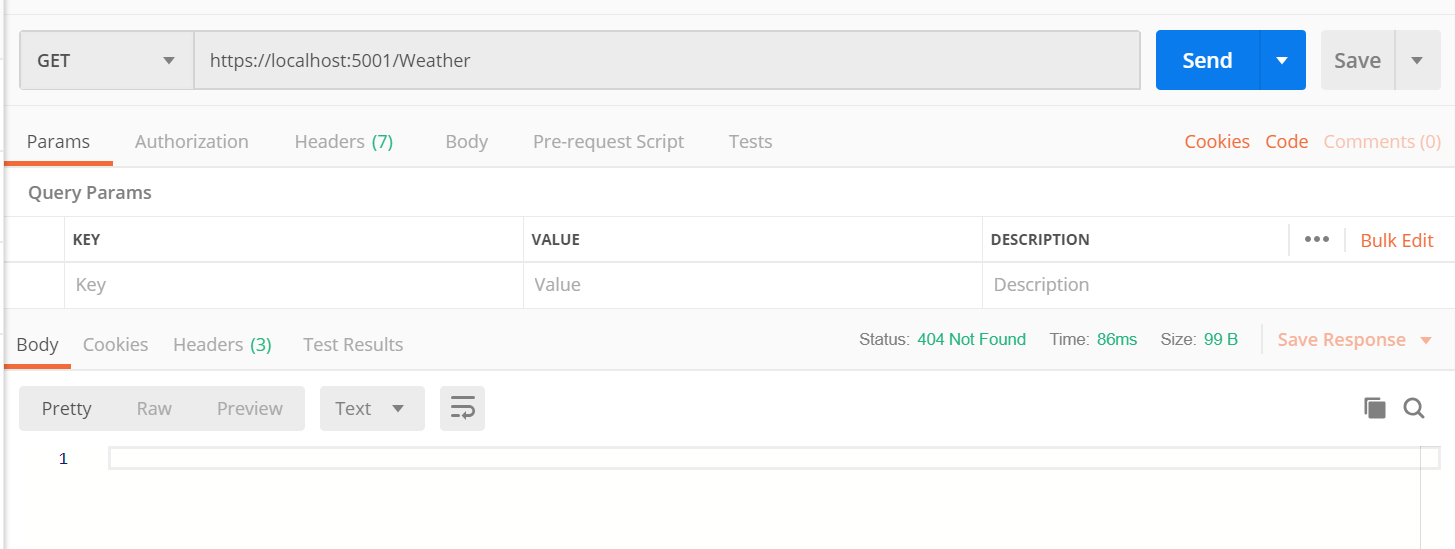 GET https://localhost:5001/Weather Send Save
Params Authorization Headers (7) Body Pre-request Script Tests Cookies Code Comments (0)
Query Params
KEY VALUE DESCRIPTION ••• Bulk Edit
Key Value Description
Body Cookies Headers (3) Test Results Status: 404 Not Found Time: 86ms Size: 99 B Save Response
Pretty Raw Preview Text
1